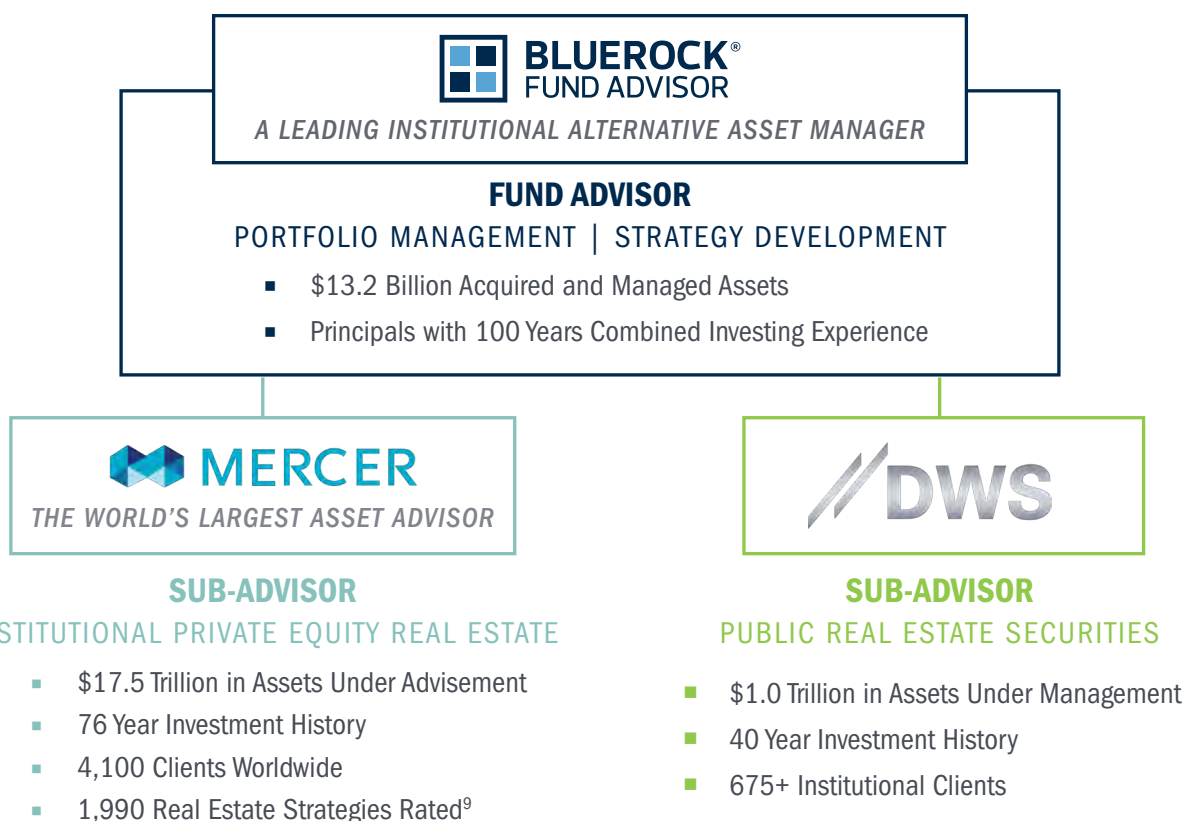 BLUEROCK®
FUND ADVISOR
A LEADING INSTITUTIONAL ALTERNATIVE ASSET MANAGER
FUND ADVISOR
PORTFOLIO MANAGEMENT | STRATEGY DEVELOPMENT
▪ $13.2 Billion Acquired and Managed Assets
▪ Principals with 100 Years Combined Investing Experience
MERCER
THE WORLD'S LARGEST ASSET ADVISOR
SUB-ADVISOR
STITUTIONAL PRIVATE EQUITY REAL ESTATE
▪ $17.5 Trillion in Assets Under Advisement
▪ 76 Year Investment History
▪ 4,100 Clients Worldwide
▪ 1,990 Real Estate Strategies Rated⁹
DWS
SUB-ADVISOR
PUBLIC REAL ESTATE SECURITIES
▪ $1.0 Trillion in Assets Under Management
▪ 40 Year Investment History
▪ 675+ Institutional Clients